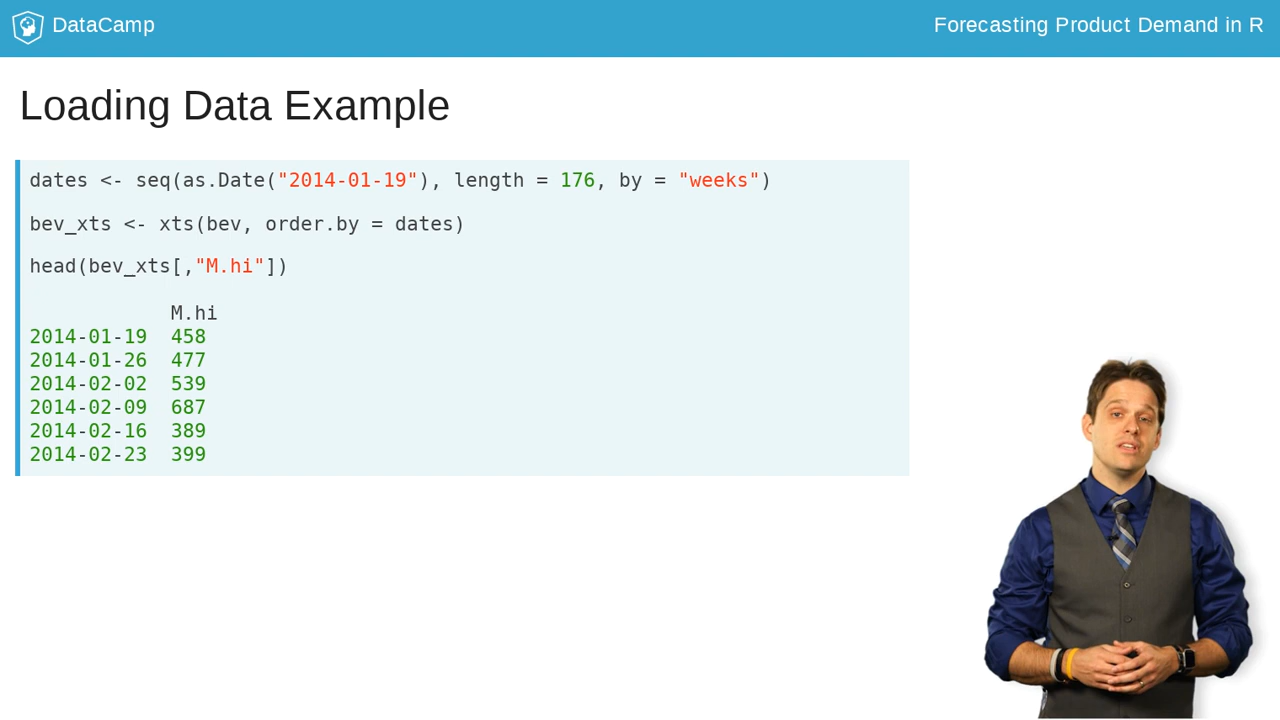 DataCamp
Forecasting Product Demand in R
Loading Data Example
dates <- seq(as.Date("2014-01-19"), length = 176, by = "weeks")
bev_xts <- xts(bev, order.by = dates)
head(bev_xts[,"M.hi"])
M.hi
2014-01-19 458
2014-01-26 477
2014-02-02 539
2014-02-09 687
2014-02-16 389
2014-02-23 399